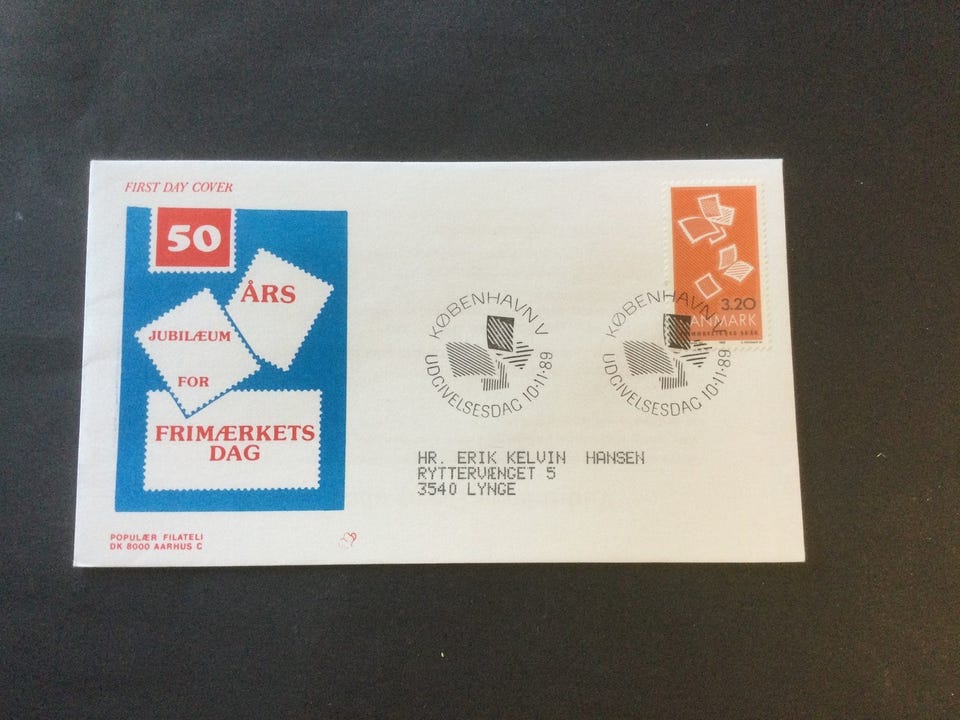 FIRST DAY COVER
50
ÅRS
JUBILÆUM
FOR
FRIMÆRKETS
DAG
POPULÆR FILATELI
DK 8000 AARHUS C
KØBENHAVN V
UDGIVELSESDAG 10·11·89
KØBENHAVN V
UDGIVELSESDAG 10·11·89
3.20
DANMARK
HR. ERIK KELVIN HANSEN
RYTTERVÆNGET 5
3540 LYNGE